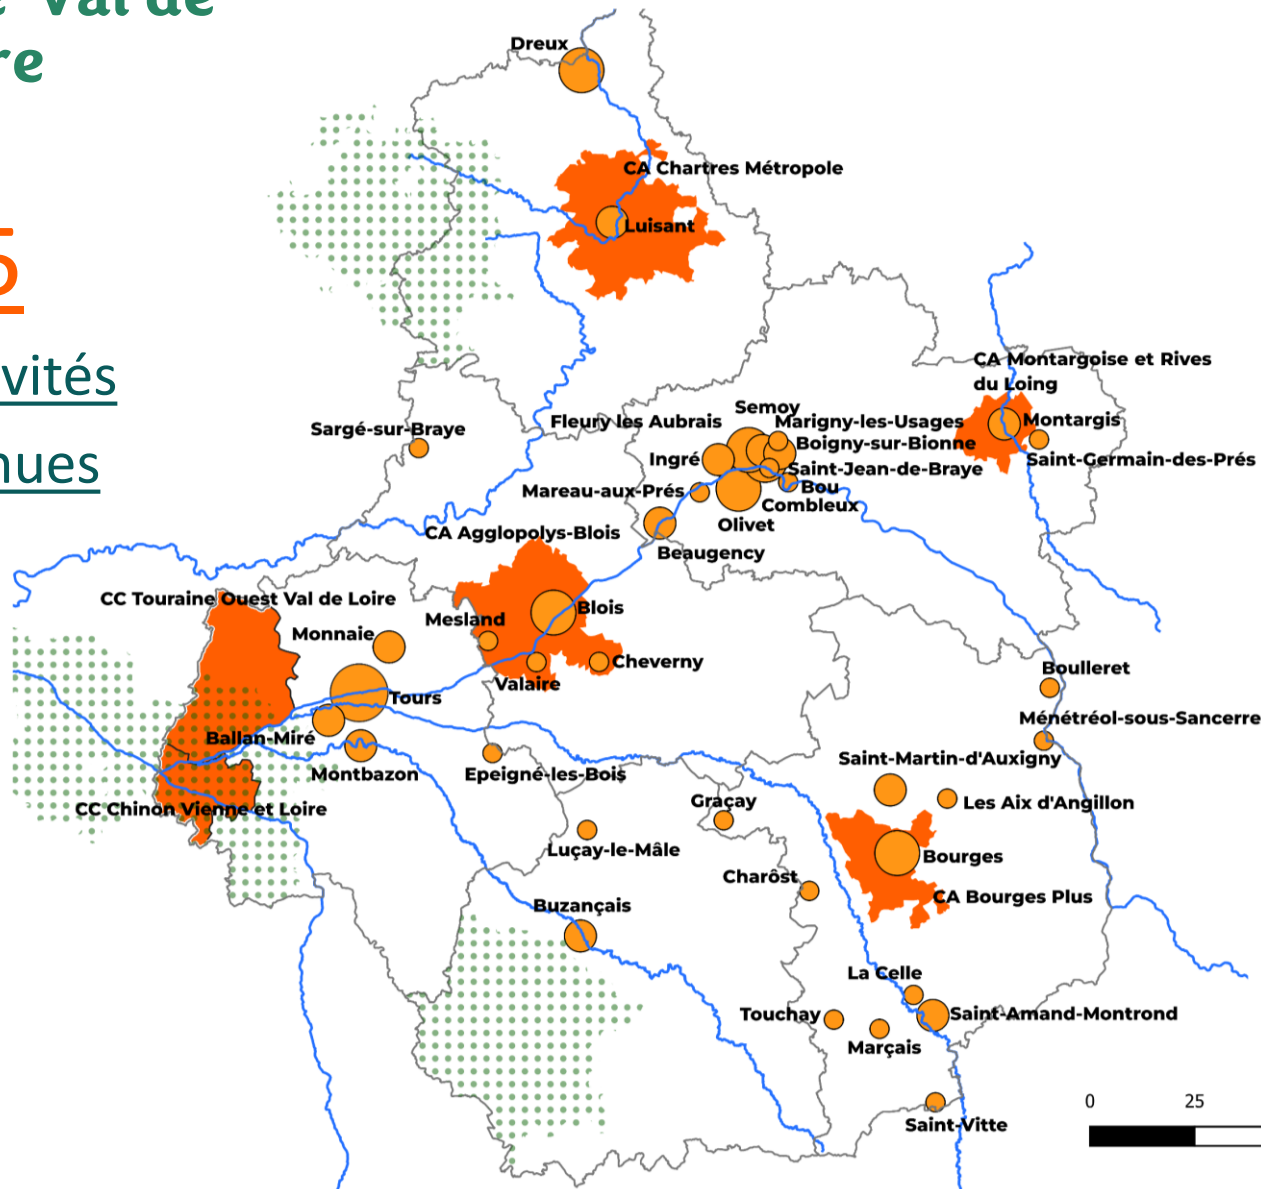 Val de
re
5
vités
nues
Dreux
CA Chartres Métropole
Luisant
CA Montargoise et Rives
du Loing
Montargis
Saint-Germain-des-Prés
Sargé-sur-Braye
Fleury les Aubrais
Semoy
Marigny-les-Usages
Boigny-sur-Bionne
Ingré
Saint-Jean-de-Braye
Bou
Mareau-aux-Prés
Combleux
Olivet
Beaugency
CA Agglopolys-Blois
CC Touraine Ouest Val de Loire
Blois
Mesland
Monnaie
Cheverny
Valaire
Tours
Boulleret
Ménétréol-sous-Sancerre
Ballan-Miré
Montbazon
Epeigné-les-Bois
Saint-Martin-d'Auxigny
CC Chinon Vienne et Loire
Graçay
Les Aix d'Angillon
Luçay-le-Mâle
Bourges
Charôst
CA Bourges Plus
Buzançais
La Celle
Touchay
Saint-Amand-Montrond
Marçais
Saint-Vitte
0 25